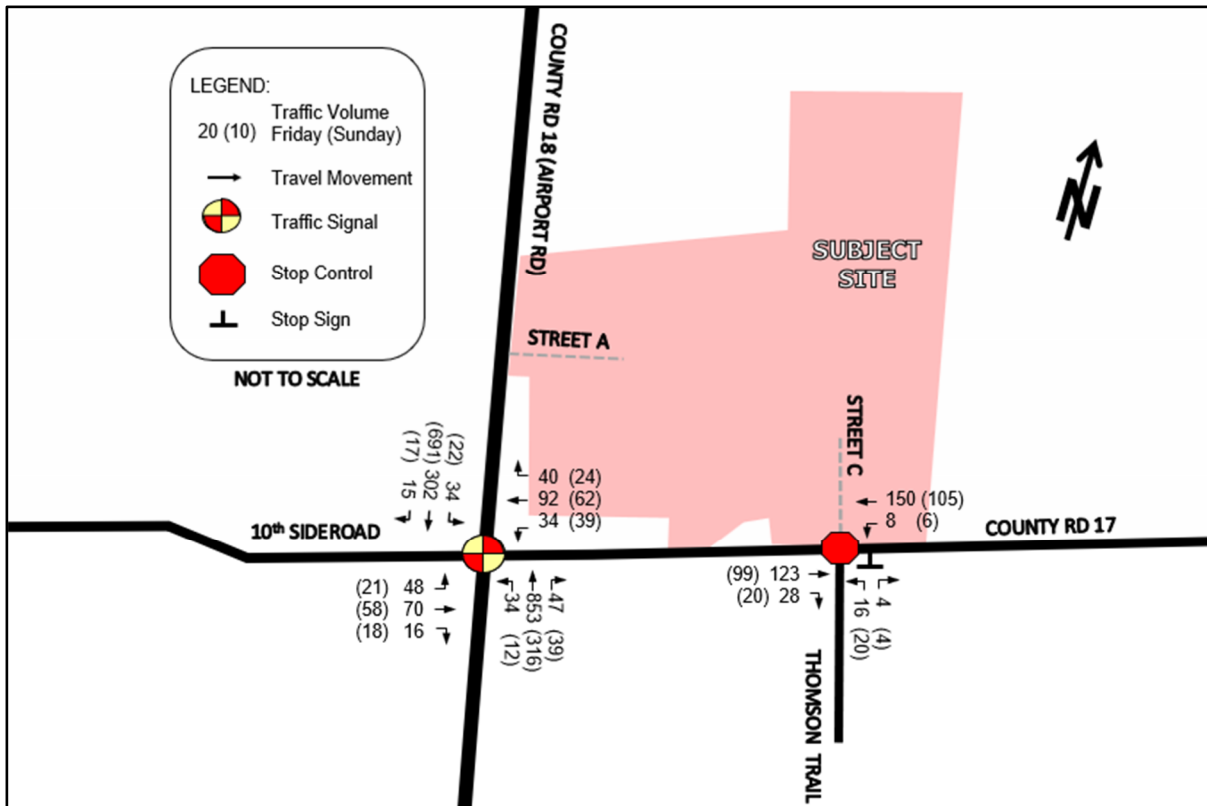 LEGEND:
20 (10)
Traffic Volume
Friday (Sunday)
Travel Movement
Traffic Signal
Stop Control
Stop Sign
NOT TO SCALE
COUNTY RD 18 (AIRPORT RD)
N
SUBJECT
SITE
STREET A
STREET C
(17) 15
(691) 302
(22) 34
40 (24)
92 (62)
34 (39)
150 (105)
8 (6)
10th SIDEROAD
COUNTY RD 17
(21) 48
(58) 70
(18) 16
34 (12)
853 (316)
47 (39)
(99) 123
(20) 28
16 (20)
4 (4)
THOMSON TRAIL